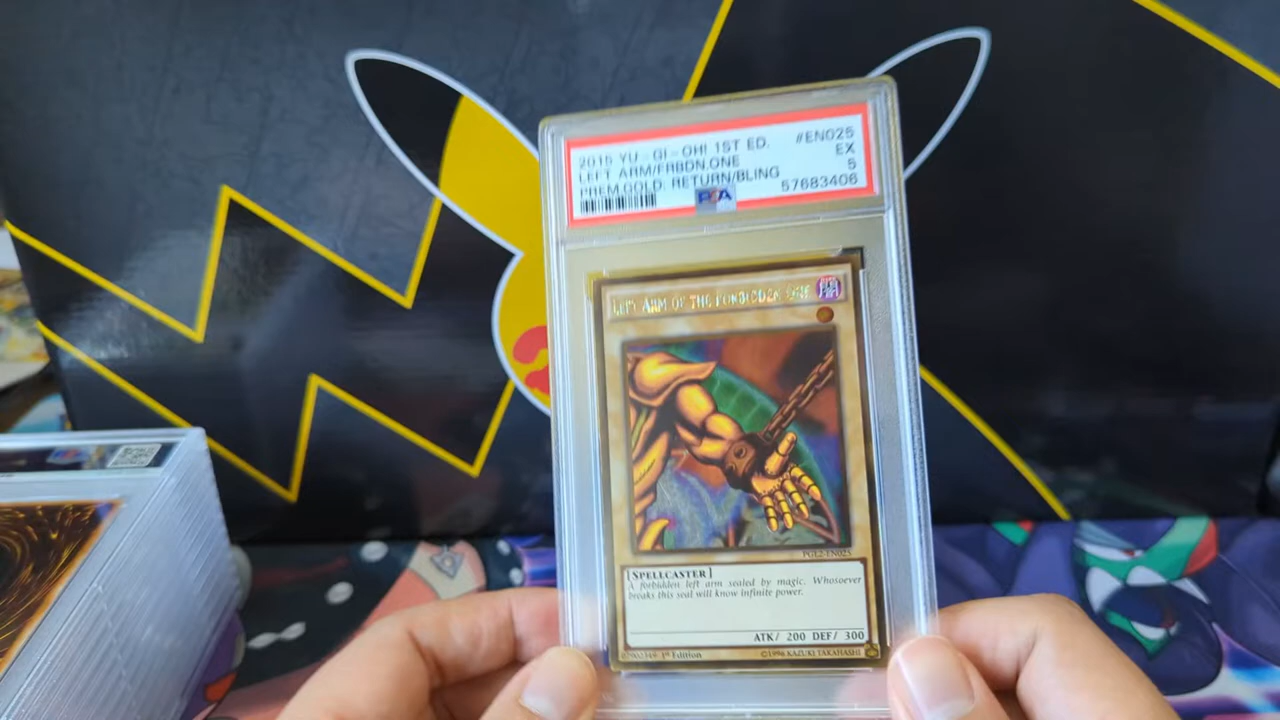 2015 YU-GI-OH! 1ST ED. #EN025
LEFT ARM/FRBDN.ONE EX
PREM.GOLD: RETURN/BLING 5
PSA 57683406
LEFT ARM OF THE FORBIDDEN ONE
PGL2-EN025
[SPELLCASTER]
A forbidden left arm sealed by magic. Whosoever
breaks this seal will know infinite power.
ATK/ 200 DEF/ 300
07902349 1st Edition ©1996 KAZUKI TAKAHASHI